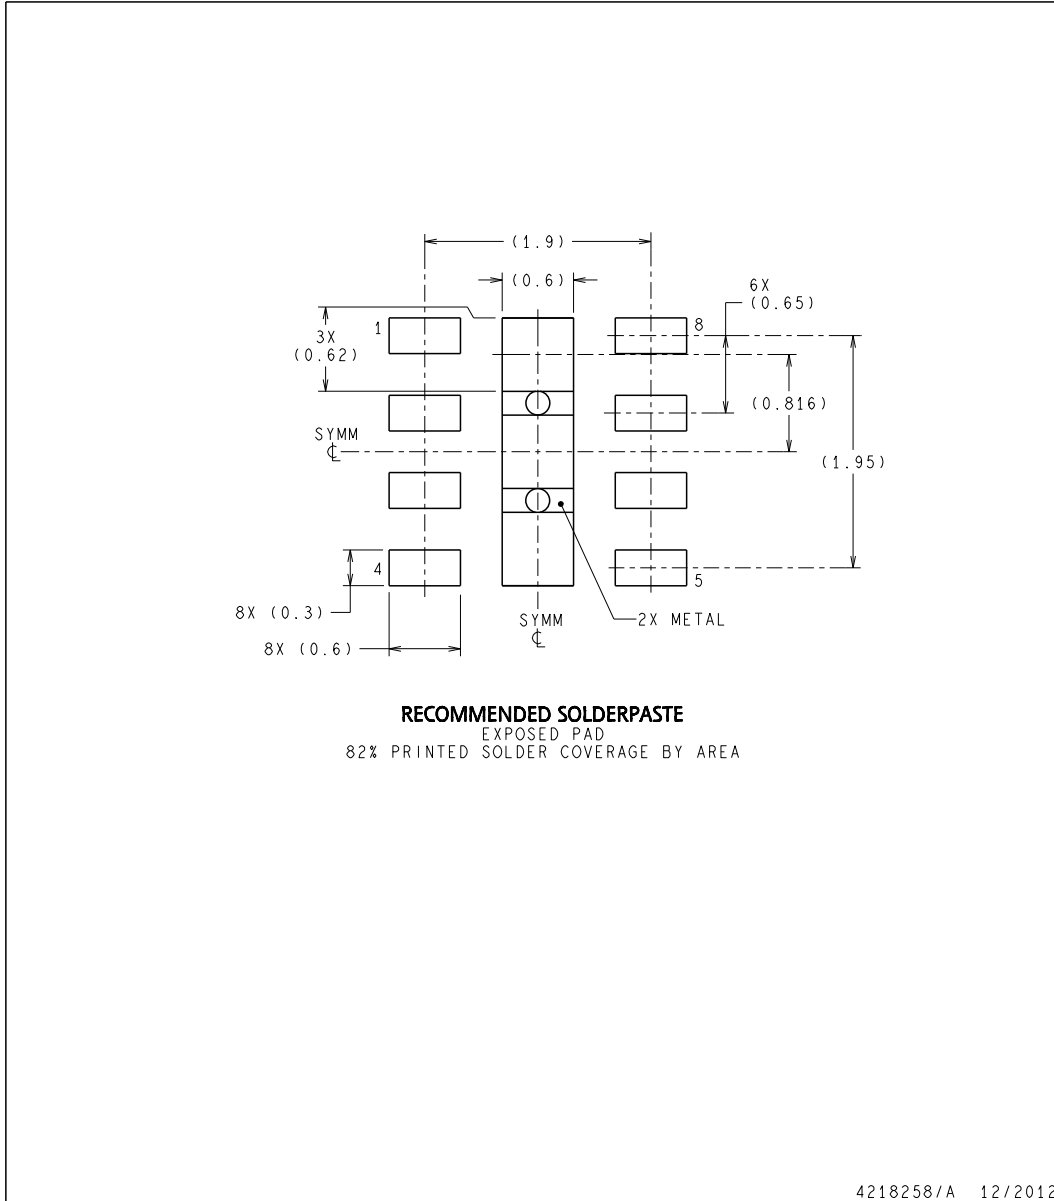 (1.9)
(0.6)
6X
(0.65)
1
8
3X
(0.62)
(0.816)
SYMM
℄
(1.95)
4
5
8X (0.3)
SYMM
℄
2X METAL
8X (0.6)
RECOMMENDED SOLDERPASTE
EXPOSED PAD
82% PRINTED SOLDER COVERAGE BY AREA
4218258/A 12/2012